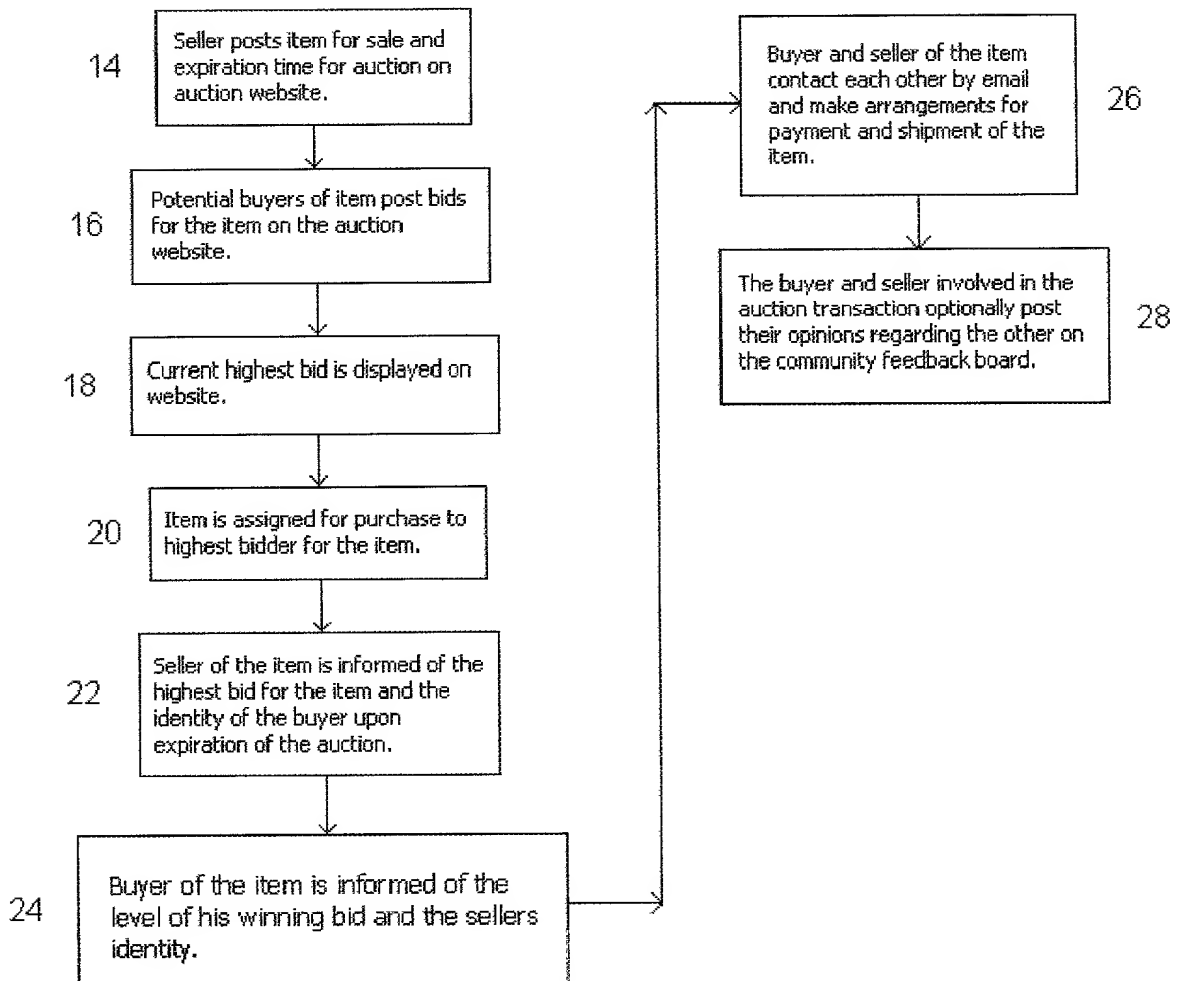 14
Seller posts item for sale and
expiration time for auction on
auction website.
16
Potential buyers of item post bids
for the item on the auction
website.
18
Current highest bid is displayed on
website.
20
Item is assigned for purchase to
highest bidder for the item.
22
Seller of the item is informed of the
highest bid for the item and the
identity of the buyer upon
expiration of the auction.
24
Buyer of the item is informed of the
level of his winning bid and the sellers
identity.
Buyer and seller of the item
contact each other by email
and make arrangements for
payment and shipment of the
item.
26
The buyer and seller involved in the
auction transaction optionally post
their opinions regarding the other on
the community feedback board.
28